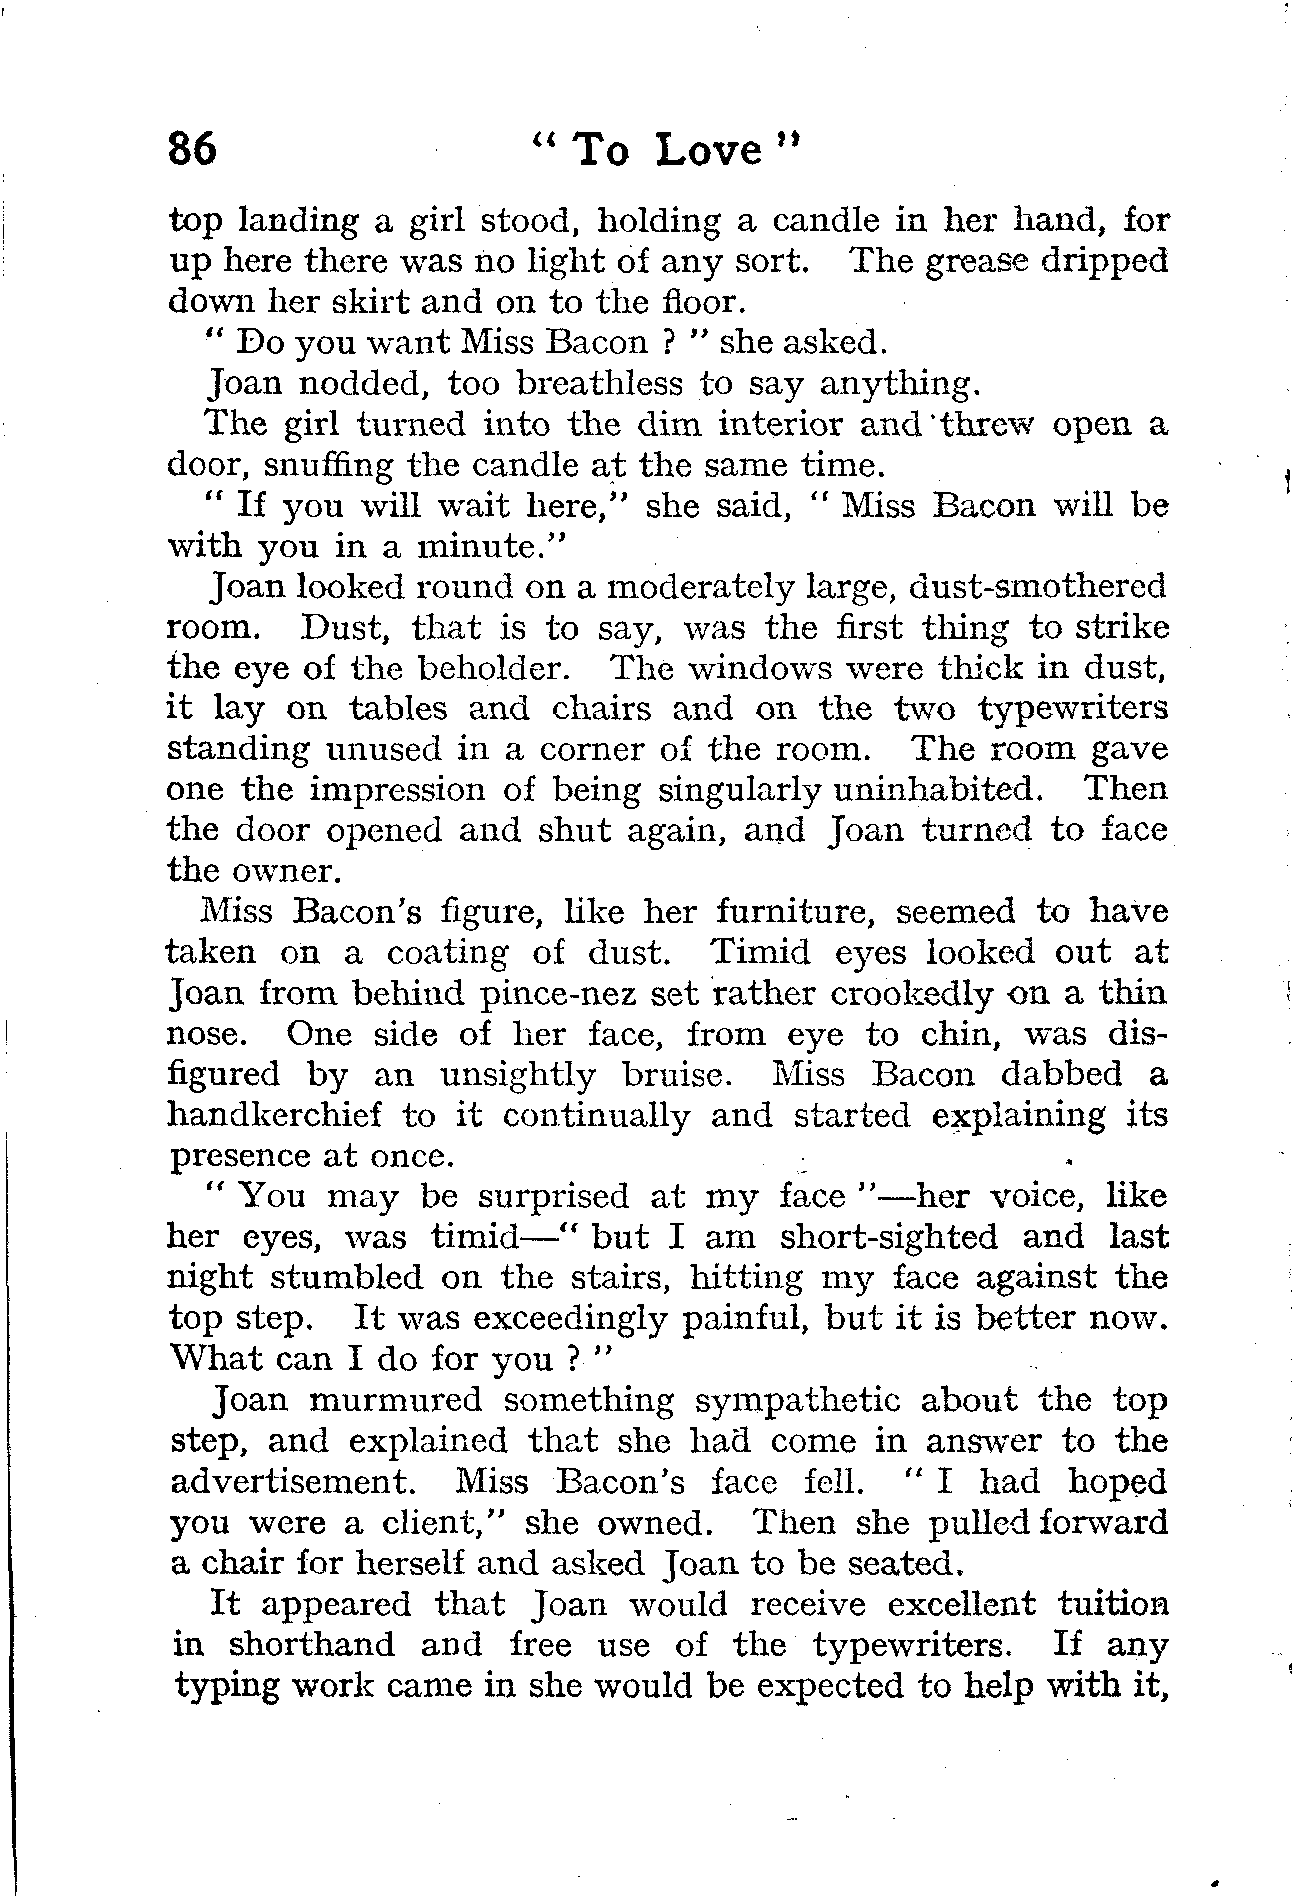 86 " To Love "
top landing a girl stood, holding a candle in her hand, for
up here there was no light of any sort. The grease dripped
down her skirt and on to the floor.
" Do you want Miss Bacon ? " she asked.
Joan nodded, too breathless to say anything.
The girl turned into the dim interior and threw open a
door, snuffing the candle at the same time.
" If you will wait here," she said, " Miss Bacon will be
with you in a minute."
Joan looked round on a moderately large, dust-smothered
room. Dust, that is to say, was the first thing to strike
the eye of the beholder. The windows were thick in dust,
it lay on tables and chairs and on the two typewriters
standing unused in a corner of the room. The room gave
one the impression of being singularly uninhabited. Then
the door opened and shut again, and Joan turned to face
the owner.
Miss Bacon's figure, like her furniture, seemed to have
taken on a coating of dust. Timid eyes looked out at
Joan from behind pince-nez set rather crookedly on a thin
nose. One side of her face, from eye to chin, was dis-
figured by an unsightly bruise. Miss Bacon dabbed a
handkerchief to it continually and started explaining its
presence at once.
" You may be surprised at my face "—her voice, like
her eyes, was timid—" but I am short-sighted and last
night stumbled on the stairs, hitting my face against the
top step. It was exceedingly painful, but it is better now.
What can I do for you ? "
Joan murmured something sympathetic about the top
step, and explained that she had come in answer to the
advertisement. Miss Bacon's face fell. " I had hoped
you were a client," she owned. Then she pulled forward
a chair for herself and asked Joan to be seated.
It appeared that Joan would receive excellent tuition
in shorthand and free use of the typewriters. If any
typing work came in she would be expected to help with it,